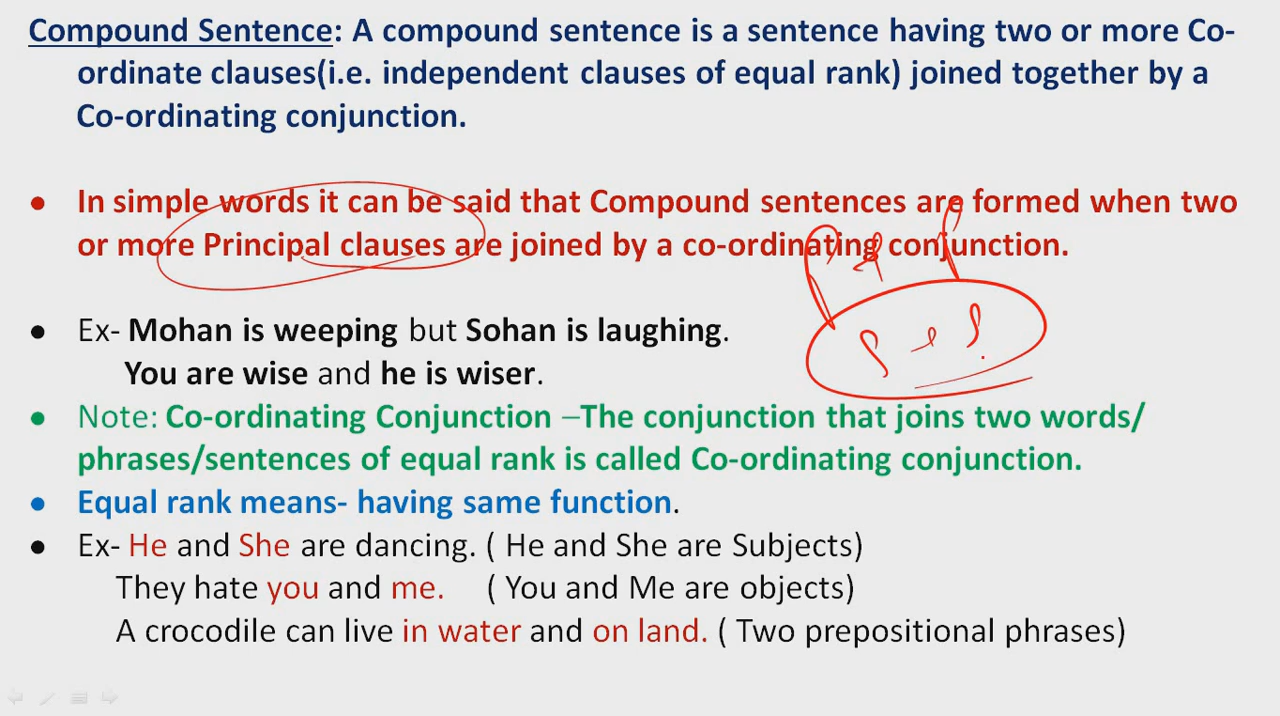 Compound Sentence: A compound sentence is a sentence having two or more Co-
ordinate clauses(i.e. independent clauses of equal rank) joined together by a
Co-ordinating conjunction.
• In simple words it can be said that Compound sentences are formed when two
or more Principal clauses are joined by a co-ordinating conjunction.
• Ex- Mohan is weeping but Sohan is laughing.
You are wise and he is wiser.
• Note: Co-ordinating Conjunction –The conjunction that joins two words/
phrases/sentences of equal rank is called Co-ordinating conjunction.
• Equal rank means- having same function.
• Ex- He and She are dancing. ( He and She are Subjects)
They hate you and me. ( You and Me are objects)
A crocodile can live in water and on land. ( Two prepositional phrases)